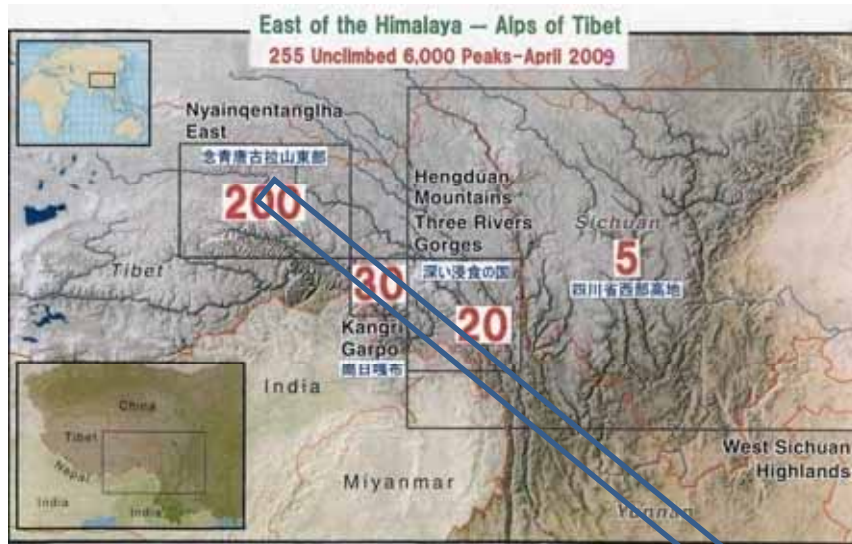 East of the Himalaya — Alps of Tibet
255 Unclimbed 6,000 Peaks-April 2009
Nyainqentanglha
East
念青唐古拉山東部
200
Hengduan
Mountains
Three Rivers
Gorges
深い浸食の国
Sichuan
5
四川省西部高地
Tibet
30
20
Kangri
Garpo
崗日嘎布
India
Miyanmar
West Sichuan
Highlands
Yunnan
China
Tibet
Nepal
India
India